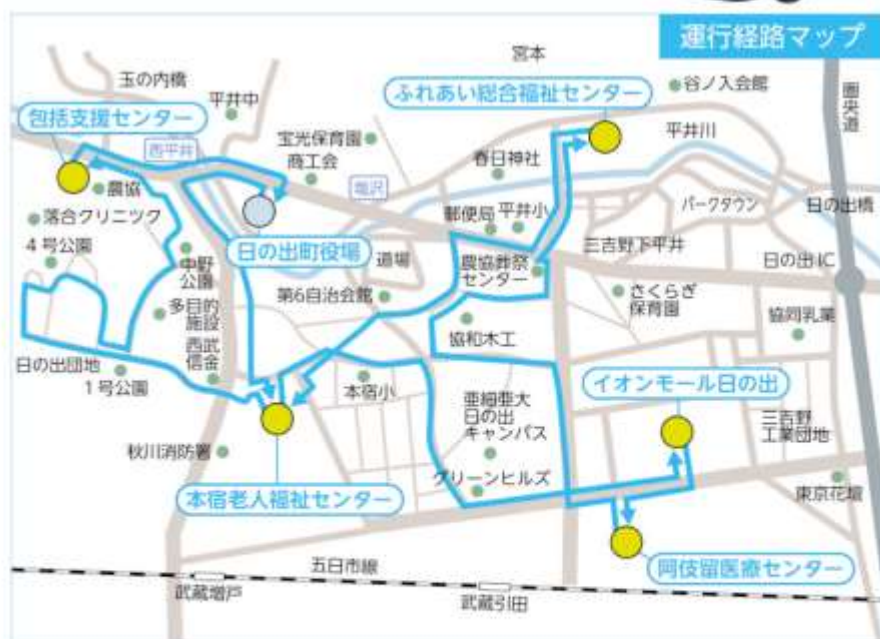 運行経路マップ
宮本
玉の内橋
平井中
ふれあい総合福祉センター
谷ノ入会館
圏央道
包括支援センター
西平井
宝光保育園
商工会
塩沢
春日神社
平井川
農協
落合クリニック
4号公園
日の出町役場
郵便局
平井小
パークタウン
日の出橋
中野
公園
道場
農協葬祭
センター
三吉野下平井
日の出IC
多目的
施設
第6自治会館
さくらぎ
保育園
協同乳業
西武
信金
協和木工
日の出団地
1号公園
本宿小
亜細亜大
日の出
キャンパス
イオンモール日の出
三吉野
工業団地
秋川消防署
グリーンヒルズ
本宿老人福祉センター
東京花壇
五日市線
阿伎留医療センター
武蔵増戸
武蔵引田